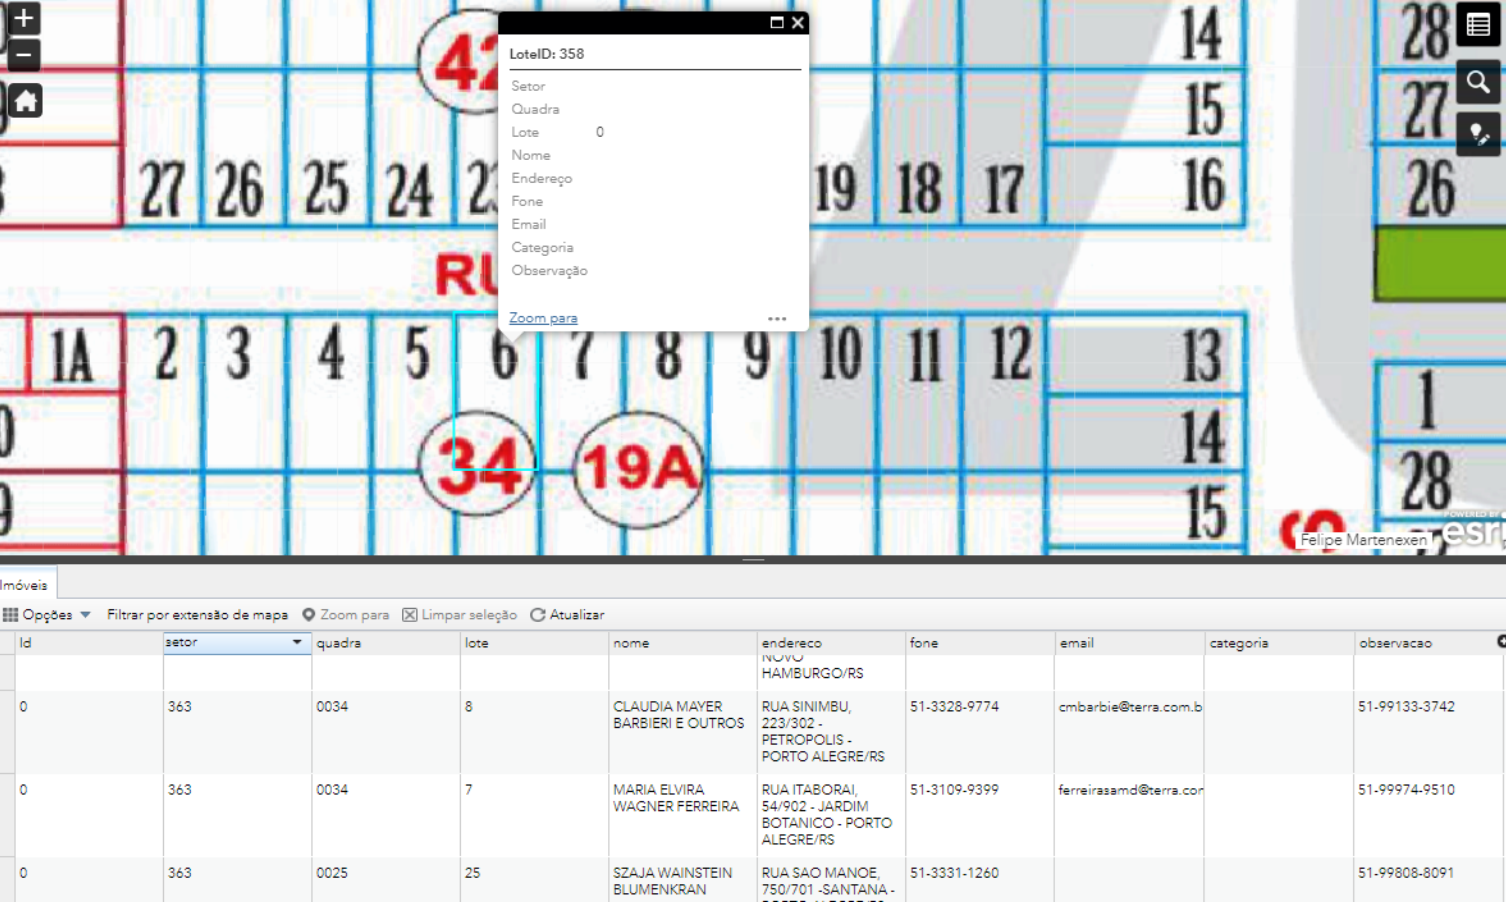 42
14
28
15
27
27 26 25 24
19 18 17
16
26
LoteID: 358
Setor
Quadra
Lote 0
Nome
Endereço
Fone
Email
Categoria
Observação
Zoom para
1A 2 3 4 5 6 7 8 9 10 11 12 13
1
34
19A
14
28
15
POWERED BY
esri
Felipe Martenexen
Imóveis
Opções Filtrar por extensão de mapa Zoom para Limpar seleção Atualizar
Id setor quadra lote nome endereco fone email categoria observacao
NOVO
HAMBURGO/RS
0 363 0034 8 CLAUDIA MAYER RUA SINIMBU, 51-3328-9774 cmbarbie@terra.com.b 51-99133-3742
BARBIERI E OUTROS 223/302 -
PETROPOLIS -
PORTO ALEGRE/RS
0 363 0034 7 MARIA ELVIRA RUA ITABORAI, 51-3109-9399 ferreirasamd@terra.cor 51-99974-9510
WAGNER FERREIRA 54/902 - JARDIM
BOTANICO - PORTO
ALEGRE/RS
0 363 0025 25 SZAJA WAINSTEIN RUA SAO MANOE, 51-3331-1260 51-99808-8091
BLUMENKRAN 750/701 -SANTANA -